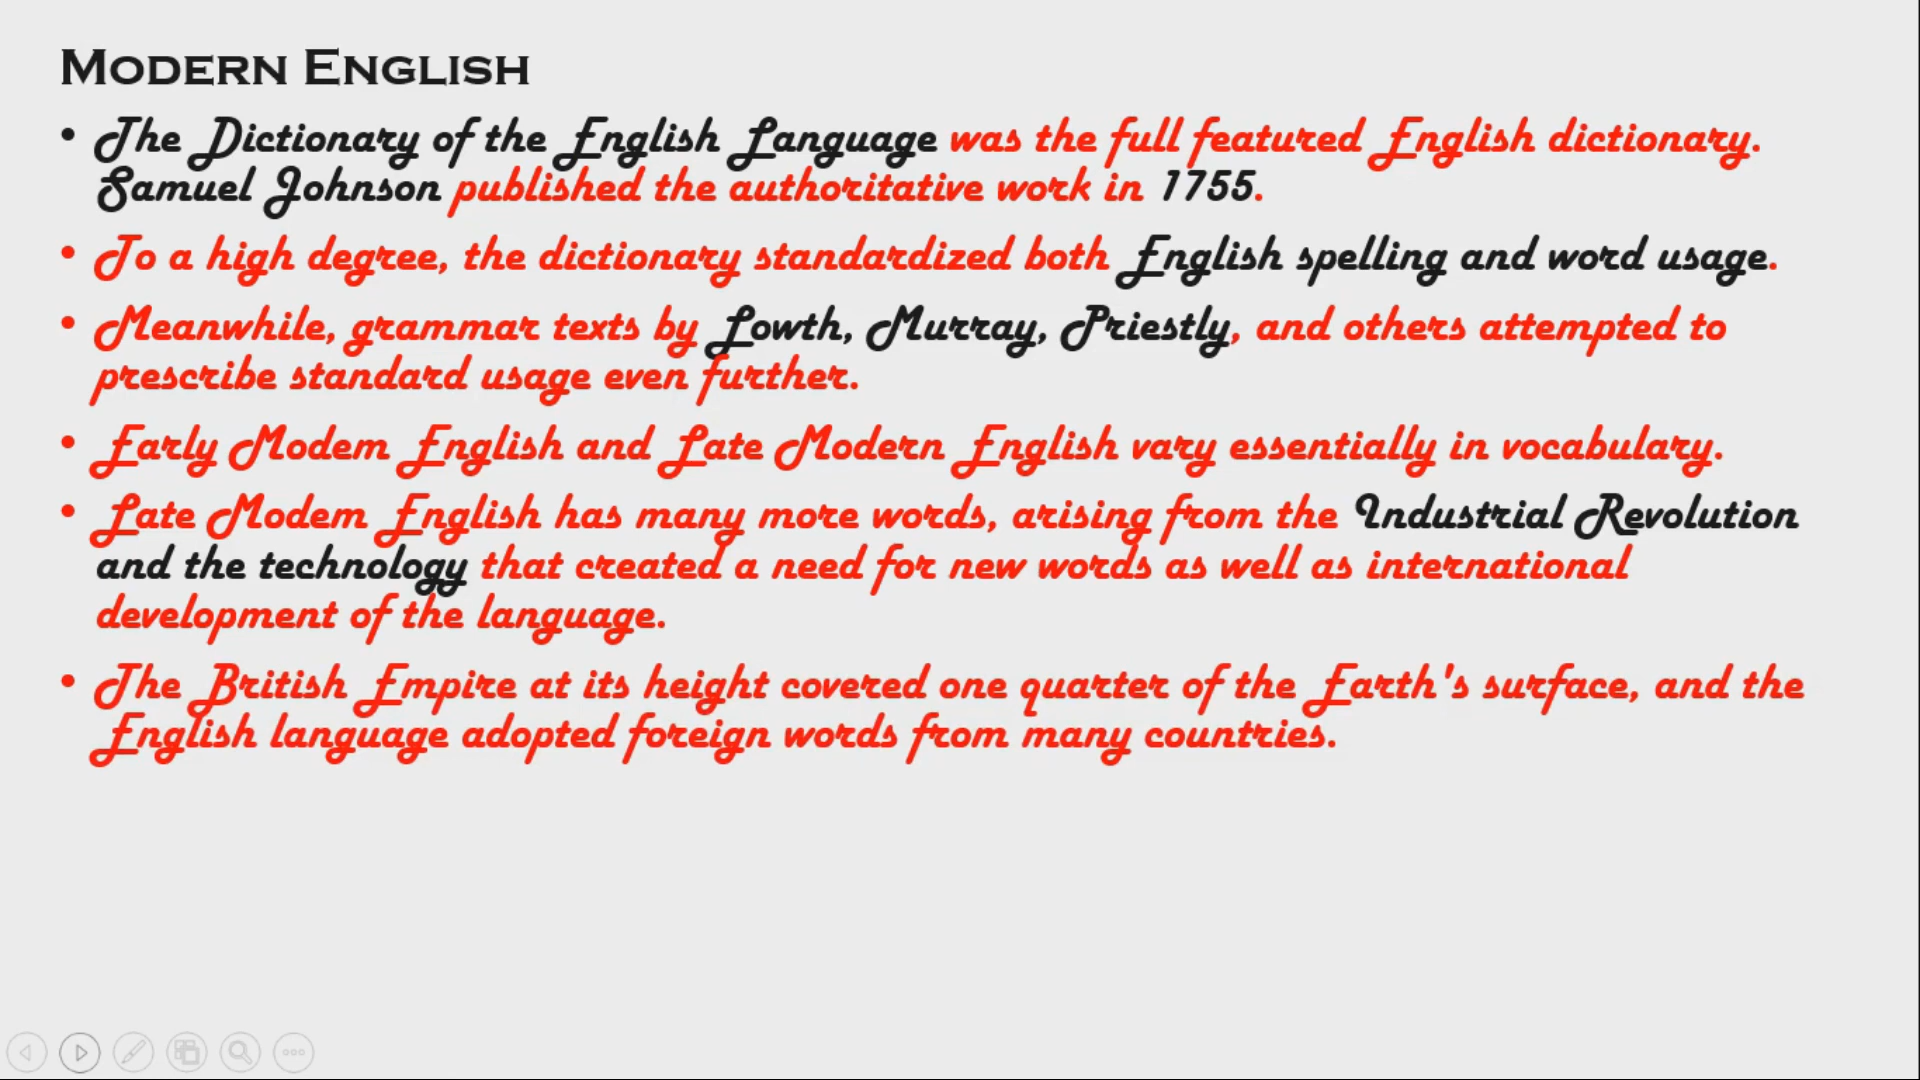 Modern English
• The Dictionary of the English Language was the full featured English dictionary.
Samuel Johnson published the authoritative work in 1755.
• To a high degree, the dictionary standardized both English spelling and word usage.
• Meanwhile, grammar texts by Lowth, Murray, Priestly, and others attempted to
prescribe standard usage even further.
• Early Modem English and Late Modern English vary essentially in vocabulary.
• Late Modem English has many more words, arising from the Industrial Revolution
and the technology that created a need for new words as well as international
development of the language.
• The British Empire at its height covered one quarter of the Earth's surface, and the
English language adopted foreign words from many countries.